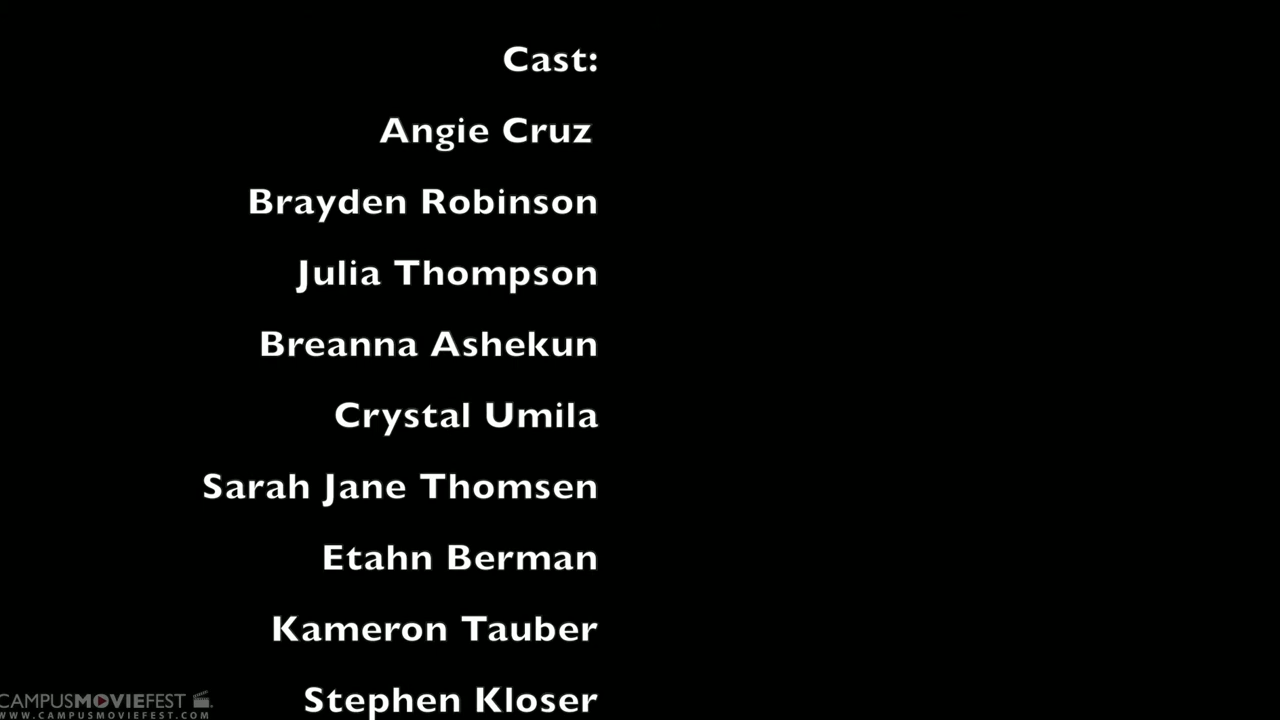 Cast:
Angie Cruz
Brayden Robinson
Julia Thompson
Breanna Ashekun
Crystal Umila
Sarah Jane Thomsen
Etahn Berman
Kameron Tauber
Stephen Kloser
CAMPUSMOVIEFEST
WWW.CAMPUSMOVIEFEST.COM